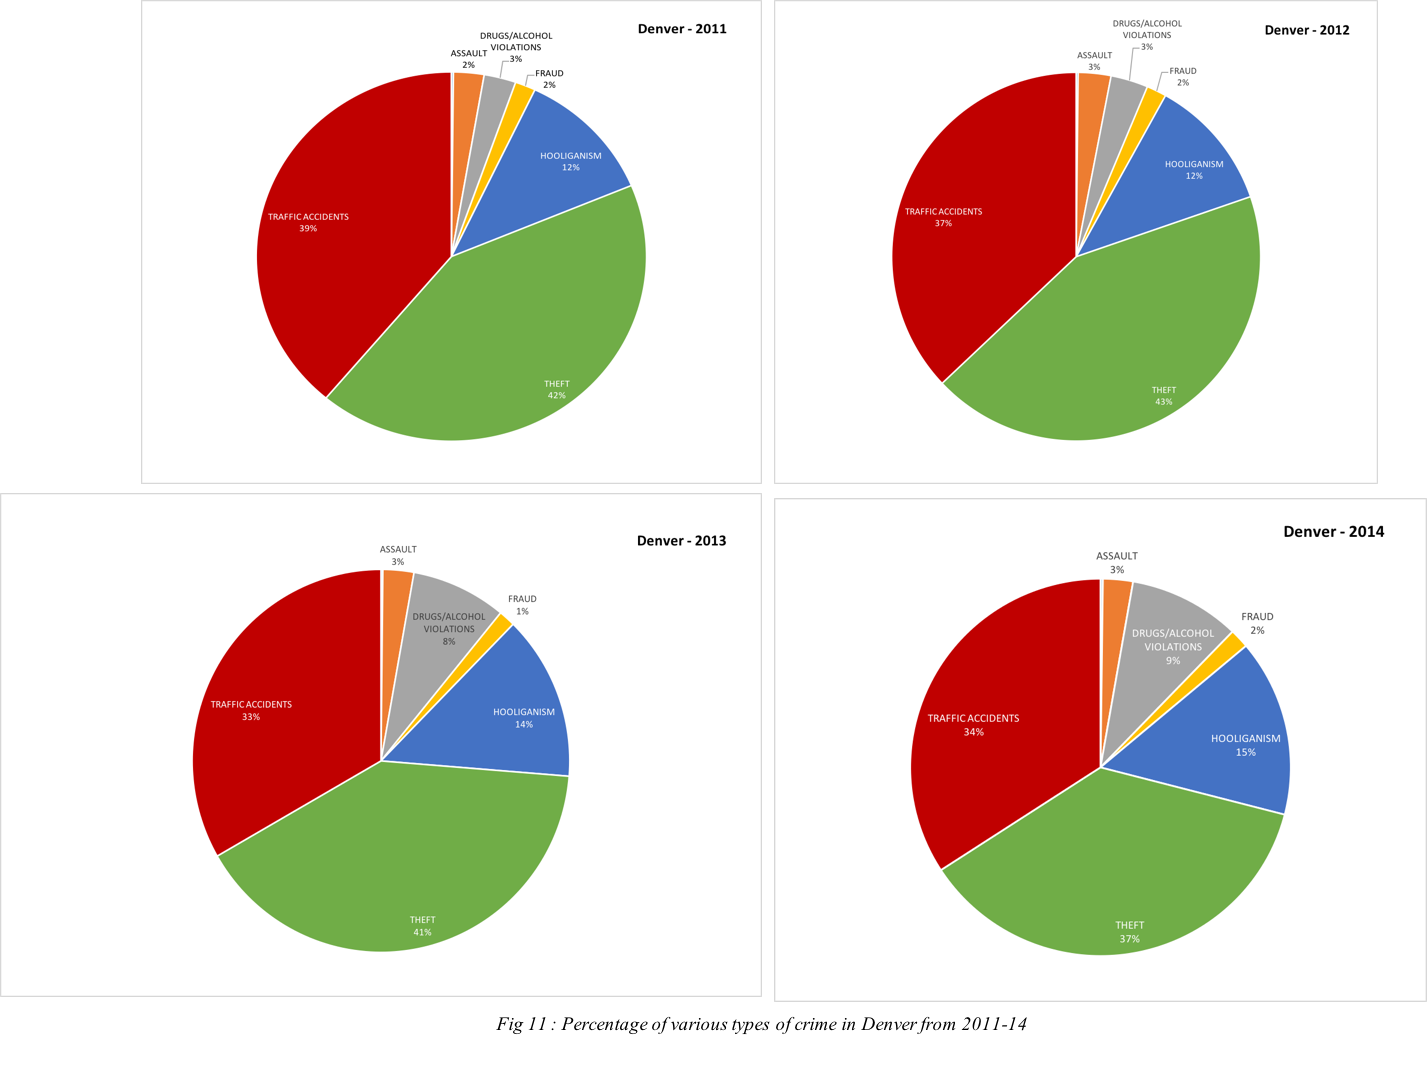 Denver - 2011
DRUGS/ALCOHOL
VIOLATIONS
3%
ASSAULT
2%
FRAUD
2%
HOOLIGANISM
12%
TRAFFIC ACCIDENTS
39%
THEFT
42%
Denver - 2012
DRUGS/ALCOHOL
VIOLATIONS
3%
ASSAULT
3%
FRAUD
2%
HOOLIGANISM
12%
TRAFFIC ACCIDENTS
37%
THEFT
43%
Denver - 2013
ASSAULT
3%
FRAUD
1%
DRUGS/ALCOHOL
VIOLATIONS
8%
TRAFFIC ACCIDENTS
33%
HOOLIGANISM
14%
THEFT
41%
Denver - 2014
ASSAULT
3%
FRAUD
2%
DRUGS/ALCOHOL
VIOLATIONS
9%
TRAFFIC ACCIDENTS
34%
HOOLIGANISM
15%
THEFT
37%
Fig 11 : Percentage of various types of crime in Denver from 2011-14